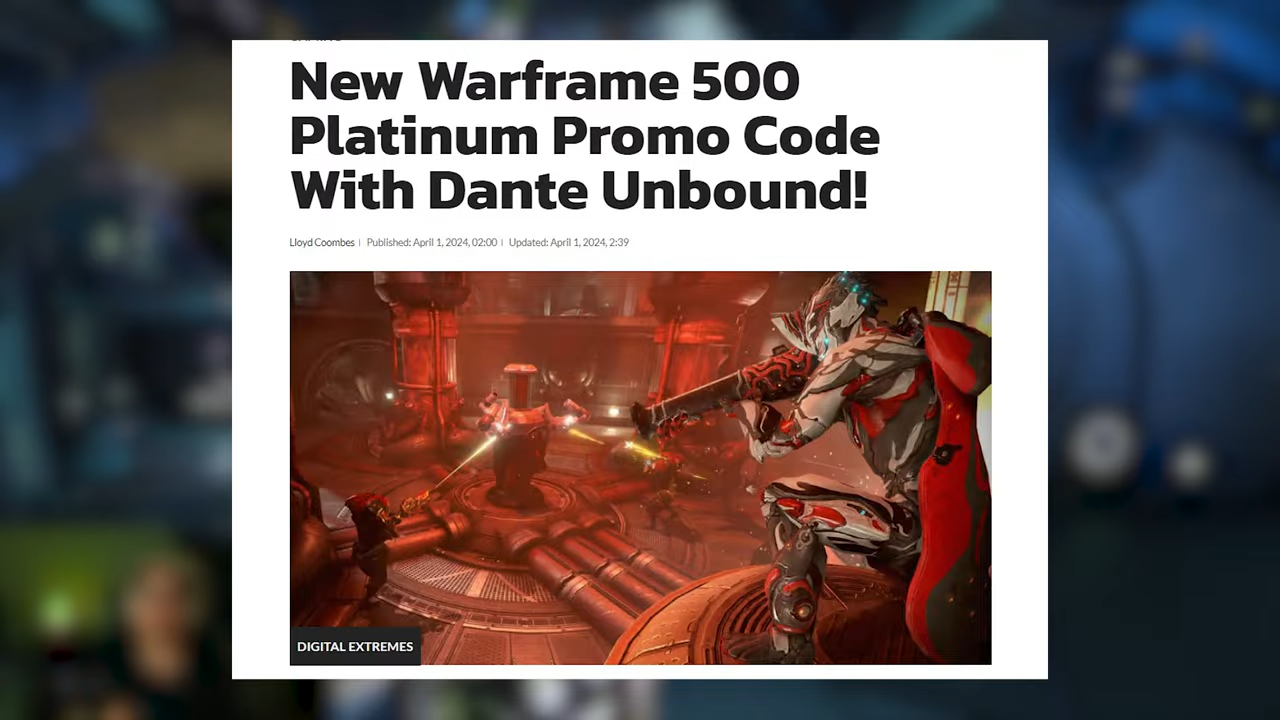 New Warframe 500
Platinum Promo Code
With Dante Unbound!
Lloyd Coombes | Published: April 1, 2024, 02:00 | Updated: April 1, 2024, 2:39
DIGITAL EXTREMES